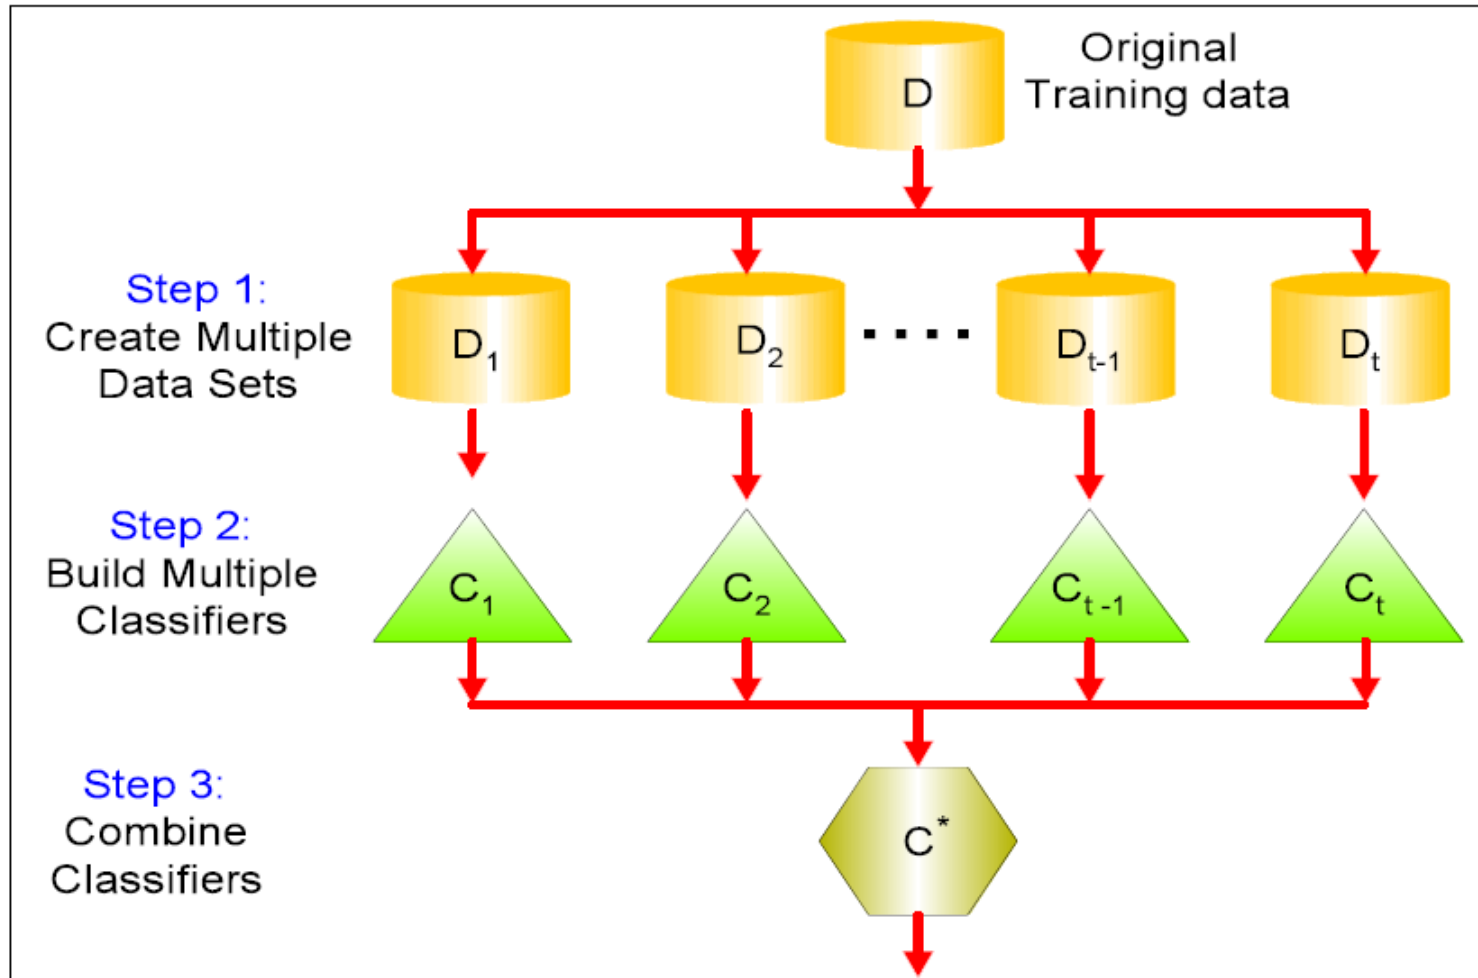 D
Original
Training data
Step 1:
Create Multiple
Data Sets
D1
D2
....
Dt-1
Dt
Step 2:
Build Multiple
Classifiers
C1
C2
Ct -1
Ct
Step 3:
Combine
Classifiers
C*